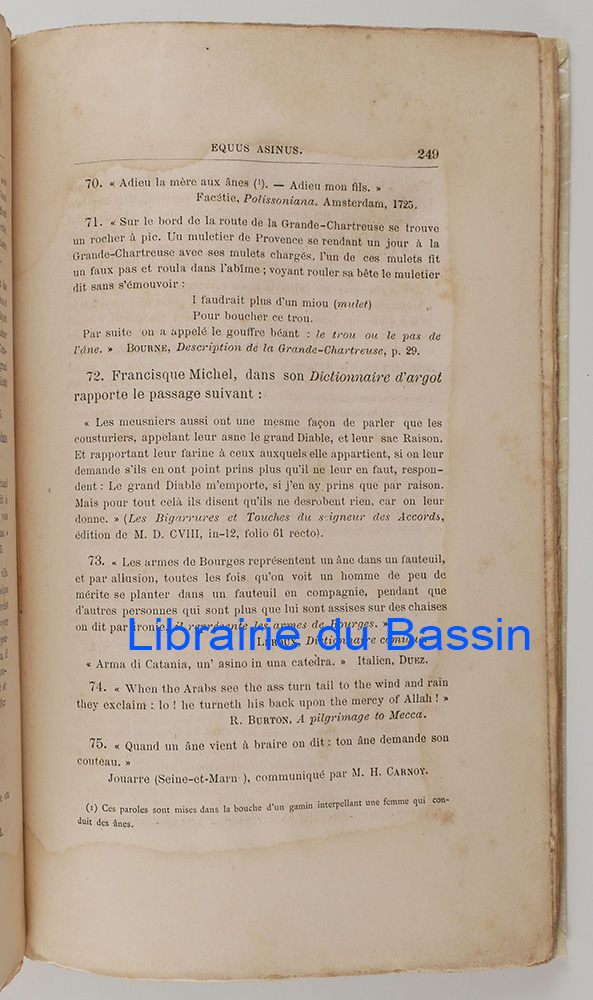 EQUUS ASINUS. 249
70. « Adieu la mère aux ânes (¹). — Adieu mon fils. »
Facétie, Polissoniana. Amsterdam, 1725.
71. « Sur le bord de la route de la Grande-Chartreuse se trouve
un rocher à pic. Un muletier de Provence se rendant un jour à la
Grande-Chartreuse avec ses mulets chargés, l'un de ces mulets fit
un faux pas et roula dans l'abîme ; voyant rouler sa bête le muletier
dit sans s'émouvoir :
I faudrait plus d'un miou (mulet)
Pour boucher ce trou.
Par suite on a appelé le gouffre béant : le trou ou le pas de
l'âne. » BOURNE, Description de la Grande-Chartreuse, p. 29.
72. Francisque Michel, dans son Dictionnaire d'argot
rapporte le passage suivant :
« Les meusniers aussi ont une mesme façon de parler que les
cousturiers, appelant leur asne le grand Diable, et leur sac Raison.
Et rapportant leur farine à ceux auxquels elle appartient, si on leur
demande s'ils en ont point prins plus qu'il ne leur en faut, respon-
dent : Le grand Diable m'emporte, si j'en ay prins que par raison.
Mais pour tout celà ils disent qu'ils ne desrobent rien, car on leur
donne. » (Les Bigarrures et Touches du seigneur des Accords,
édition de M. D. CVIII, in-12, folio 61 recto).
73. « Les armes de Bourges représentent un âne dans un fauteuil,
et par allusion, toutes les fois qu'on voit un homme de peu de
mérite se planter dans un fauteuil en compagnie, pendant que
d'autres personnes qui sont plus que lui sont assises sur des chaises
on dit par ironie, il représente les armes de Bourges. »
LEROUX, Dictionnaire comique.
Librairie du Bassin
« Arma di Catania, un' asino in una catedra. » Italien, DUEZ.
74. « When the Arabs see the ass turn tail to the wind and rain
they exclaim : lo ! he turneth his back upon the mercy of Allah ! »
R. BURTON, A pilgrimage to Mecca.
75. « Quand un âne vient à braire on dit : ton âne demande son
couteau. »
Jouarre (Seine-et-Marn ), communiqué par M. H. CARNOY.
(1) Ces paroles sont mises dans la bouche d'un gamin interpellant une femme qui con-
duit des ânes.